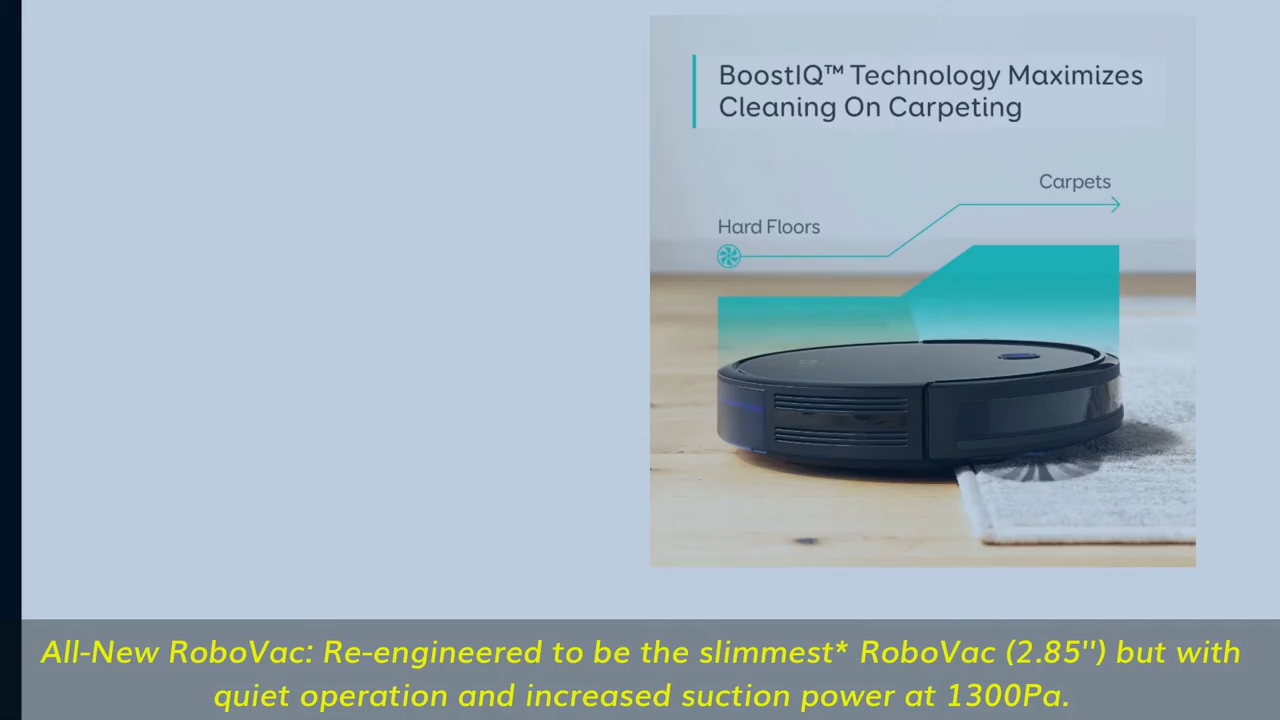 BoostIQ™ Technology Maximizes
Cleaning On Carpeting
Carpets
Hard Floors
All-New RoboVac: Re-engineered to be the slimmest* RoboVac (2.85'') but with
quiet operation and increased suction power at 1300Pa.